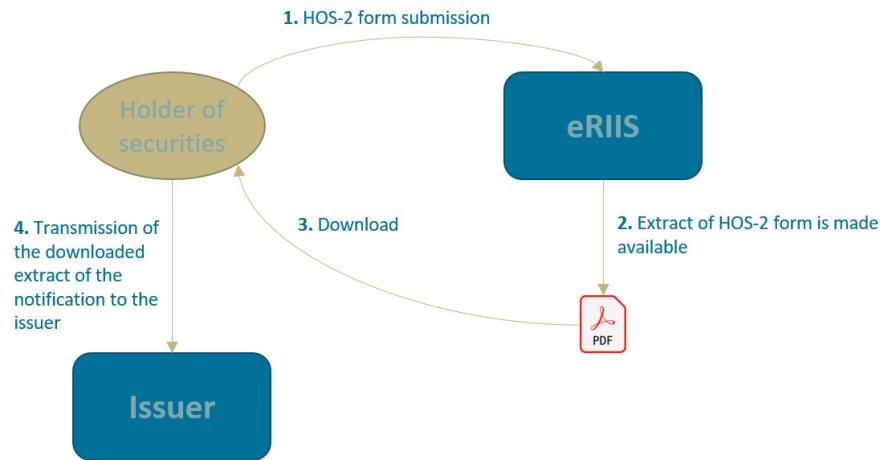 1. HOS-2 form submission
Holder of
securities
eRIIS
4. Transmission of
the downloaded
extract of the
notification to the
issuer
3. Download
2. Extract of HOS-2 form is made
available
PDF
Issuer